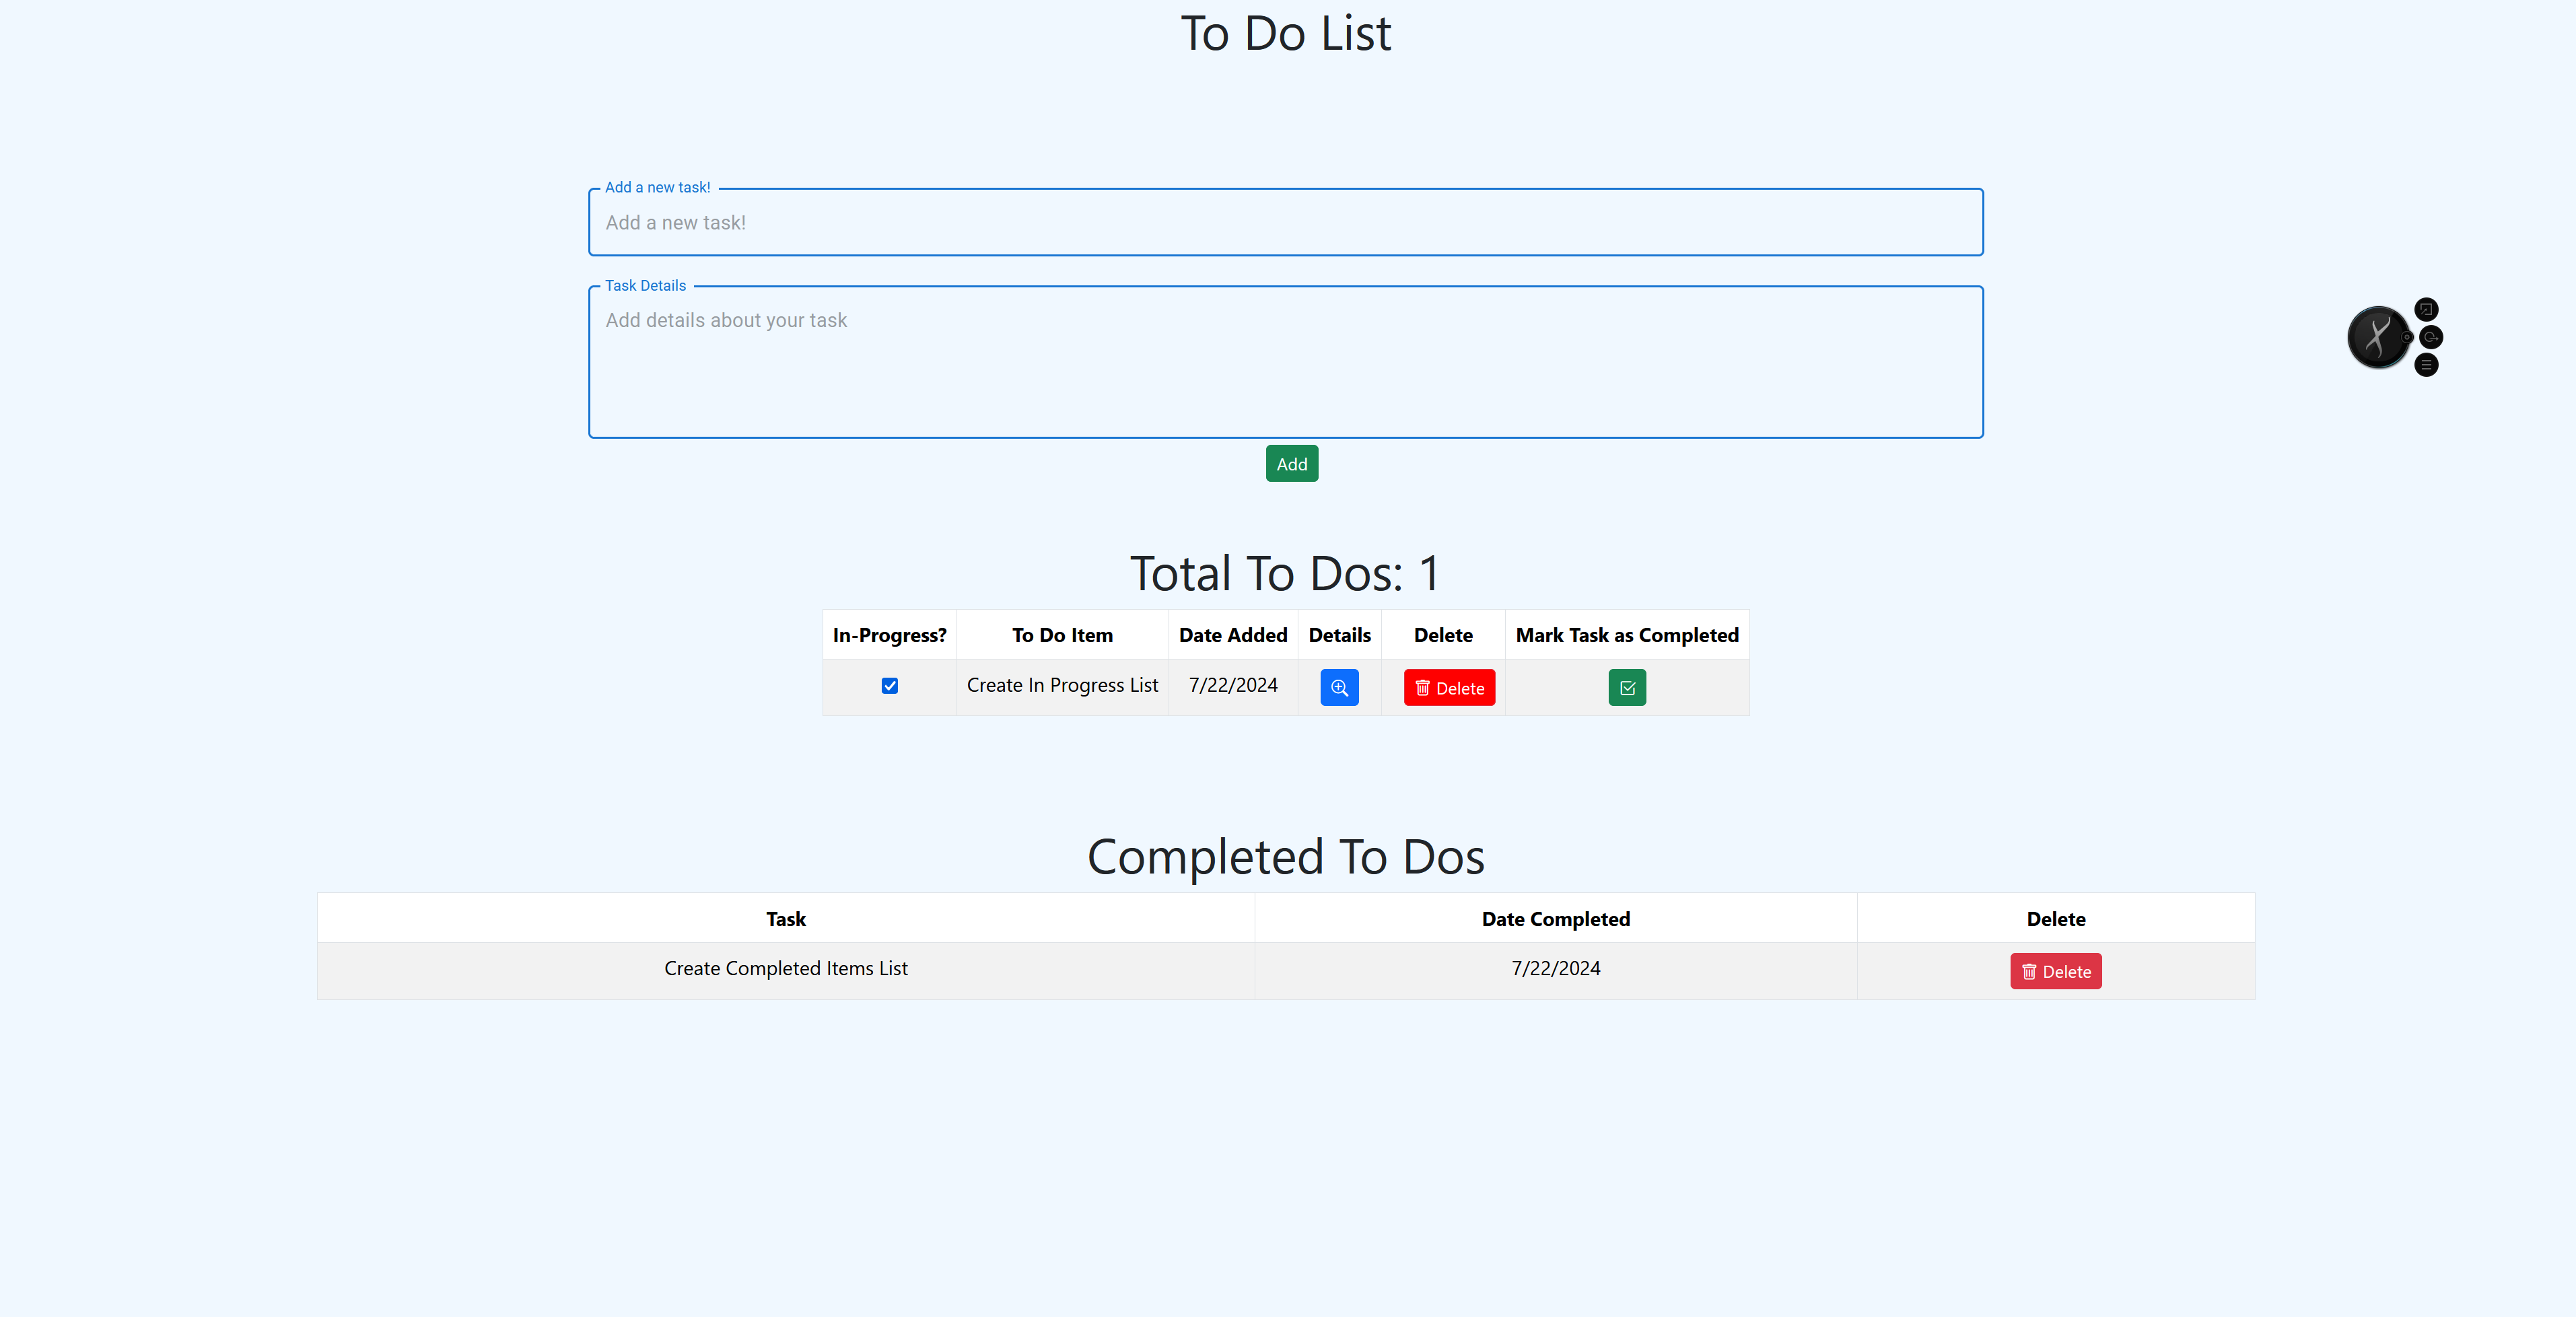 To Do List
Add a new task!
Add a new task!
Task Details
Add details about your task
Add
Total To Dos: 1
In-Progress? To Do Item Date Added Details Delete Mark Task as Completed
Create In Progress List 7/22/2024 Delete
Completed To Dos
Task Date Completed Delete
Create Completed Items List 7/22/2024 Delete